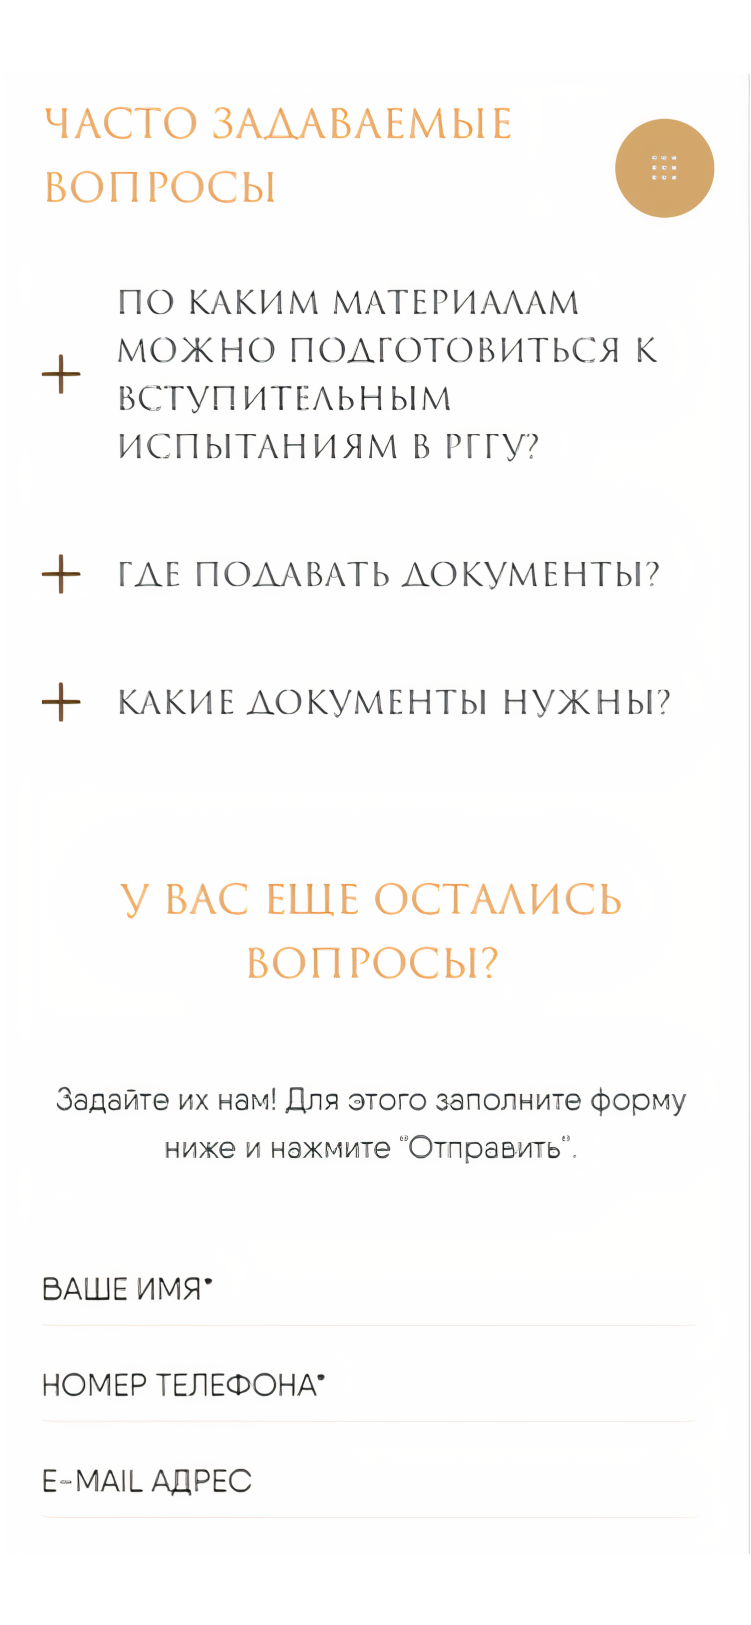 ЧАСТО ЗАДАВАЕМЫЕ
ВОПРОСЫ
ПО КАКИМ МАТЕРИАЛАМ
МОЖНО ПОДГОТОВИТЬСЯ К
ВСТУПИТЕЛЬНЫМ
ИСПЫТАНИЯМ В РГГУ?
ГДЕ ПОДАВАТЬ ДОКУМЕНТЫ?
КАКИЕ ДОКУМЕНТЫ НУЖНЫ?
У ВАС ЕЩЕ ОСТАЛИСЬ
ВОПРОСЫ?
Задайте их нам! Для этого заполните форму
ниже и нажмите "Отправить".
ВАШЕ ИМЯ*
НОМЕР ТЕЛЕФОНА*
E-MAIL АДРЕС